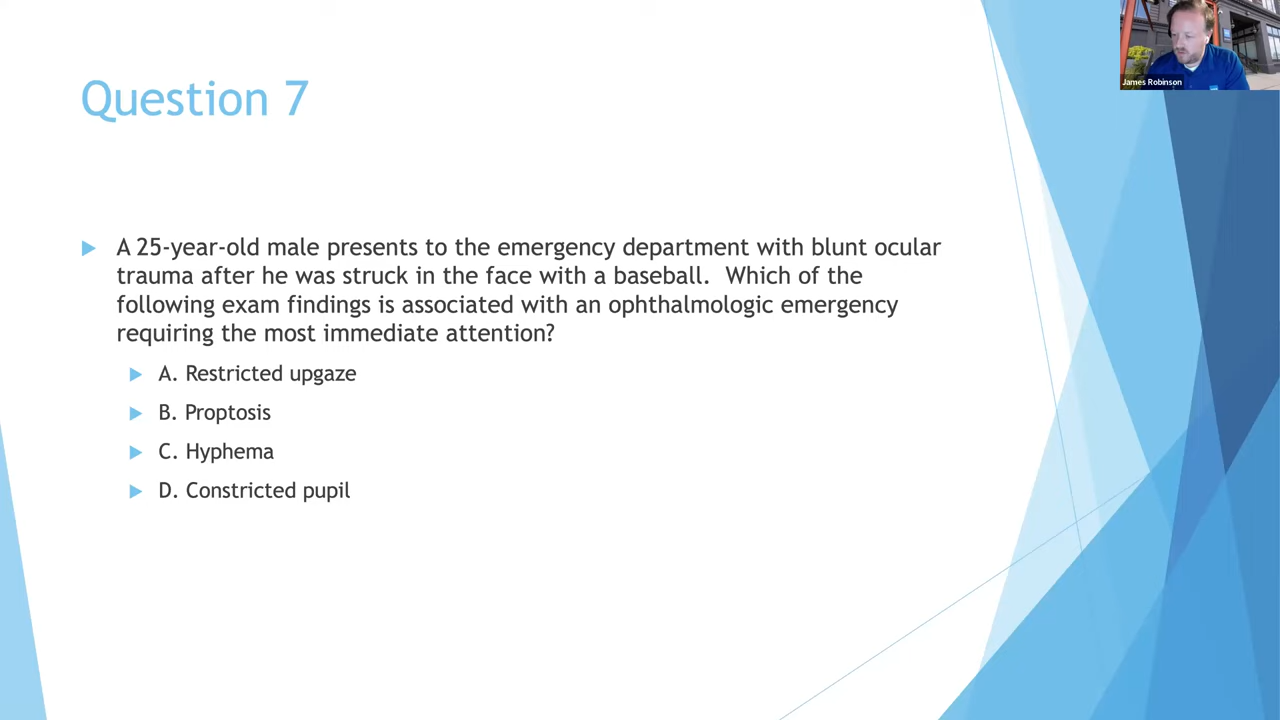 James Robinson
Question 7
A 25-year-old male presents to the emergency department with blunt ocular
trauma after he was struck in the face with a baseball.  Which of the
following exam findings is associated with an ophthalmologic emergency
requiring the most immediate attention?
A. Restricted upgaze
B. Proptosis
C. Hyphema
D. Constricted pupil